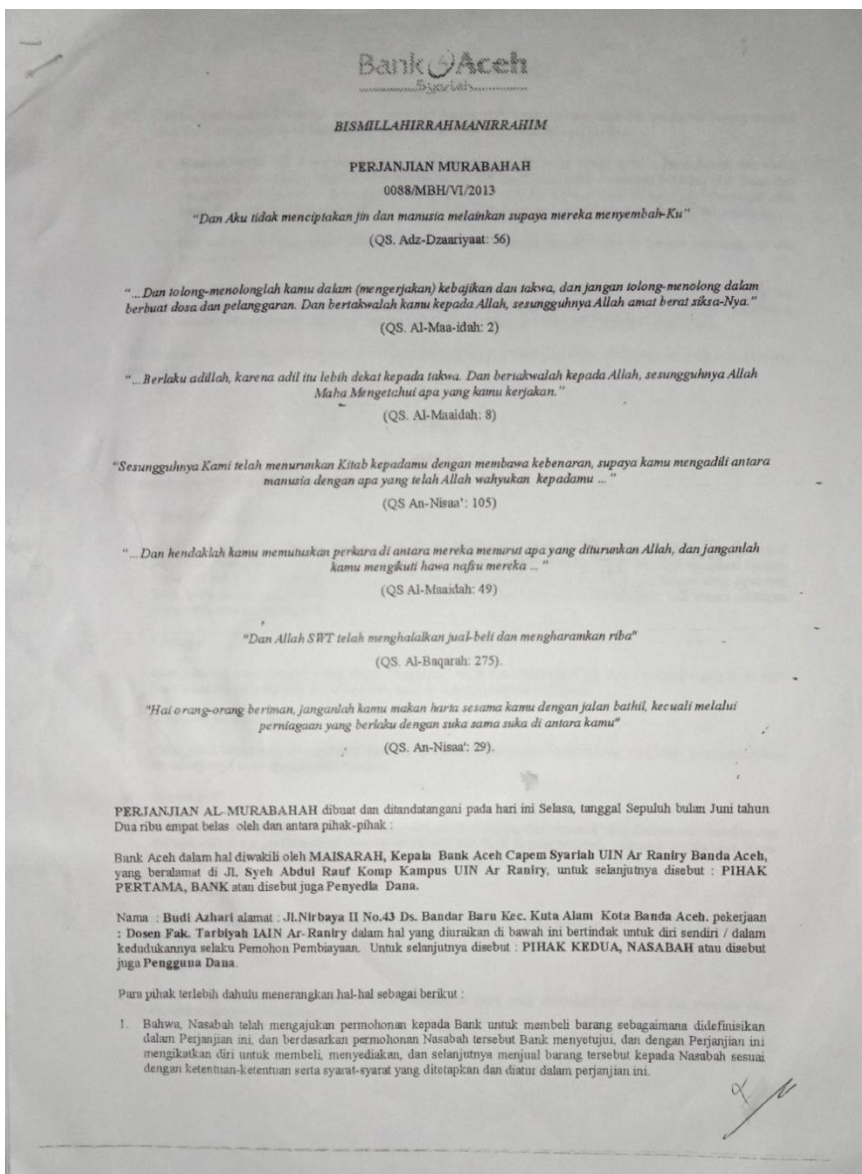 Bank Aceh
Syariah
BISMILLAHIRRAHMANIRRAHIM
PERJANJIAN MURABAHAH
0088/MBH/VI/2013
"Dan Aku tidak menciptakan jin dan manusia melainkan supaya mereka menyembah-Ku"
(QS. Adz-Dzaariyaat: 56)
"...Dan tolong-menolonglah kamu dalam (mengerjakan) kebajikan dan takwa, dan jangan tolong-menolong dalam
berbuat dosa dan pelanggaran. Dan bertakwalah kamu kepada Allah, sesungguhnya Allah amat berat siksa-Nya."
(QS. Al-Maa-idah: 2)
"...Berlaku adillah, karena adil itu lebih dekat kepada takwa. Dan bertakwalah kepada Allah, sesungguhnya Allah
Maha Mengetahui apa yang kamu kerjakan."
(QS. Al-Maaidah: 8)
"Sesungguhnya Kami telah menurunkan Kitab kepadamu dengan membawa kebenaran, supaya kamu mengadili antara
manusia dengan apa yang telah Allah wahyukan kepadamu ... "
(QS An-Nisaa': 105)
"... Dan hendaklah kamu memutuskan perkara di antara mereka menurut apa yang diturunkan Allah, dan janganlah
kamu mengikuti hawa nafsu mereka ... "
(QS Al-Maaidah: 49)
"Dan Allah SWT telah menghalalkan jual-beli dan mengharamkan riba"
(QS. Al-Baqarah: 275).
"Hai orang-orang beriman, janganlah kamu makan harta sesama kamu dengan jalan bathil, kecuali melalui
perniagaan yang berlaku dengan suka sama suka di antara kamu"
(QS. An-Nisaa': 29).
PERJANJIAN AL-MURABAHAH dibuat dan ditandatangani pada hari ini Selasa, tanggal Sepuluh bulan Juni tahun
Dua ribu empat belas oleh dan antara pihak-pihak :
Bank Aceh dalam hal diwakili oleh MAISARAH, Kepala Bank Aceh Capem Syariah UIN Ar Raniry Banda Aceh,
yang beralamat di Jl. Syeh Abdul Rauf Komp Kampus UIN Ar Raniry, untuk selanjutnya disebut : PIHAK
PERTAMA, BANK atau disebut juga Penyedia Dana.
Nama : Budi Azhari alamat : Jl.Nirbaya II No.43 Ds. Bandar Baru Kec. Kuta Alam Kota Banda Aceh. pekerjaan
: Dosen Fak. Tarbiyah IAIN Ar-Raniry dalam hal yang diuraikan di bawah ini bertindak untuk diri sendiri / dalam
kedudukannya selaku Pemohon Pembiayaan. Untuk selanjutnya disebut : PIHAK KEDUA, NASABAH atau disebut
juga Pengguna Dana.
Para pihak terlebih dahulu menerangkan hal-hal sebagai berikut :
1. Bahwa, Nasabah telah mengajukan permohonan kepada Bank untuk membeli barang sebagaimana didefinisikan
dalam Perjanjian ini, dan berdasarkan permohonan Nasabah tersebut Bank menyetujui, dan dengan Perjanjian ini
mengikatkan diri untuk membeli, menyediakan, dan selanjutnya menjual barang tersebut kepada Nasabah sesuai
dengan ketentuan-ketentuan serta syarat-syarat yang ditetapkan dan diatur dalam perjanjian ini.